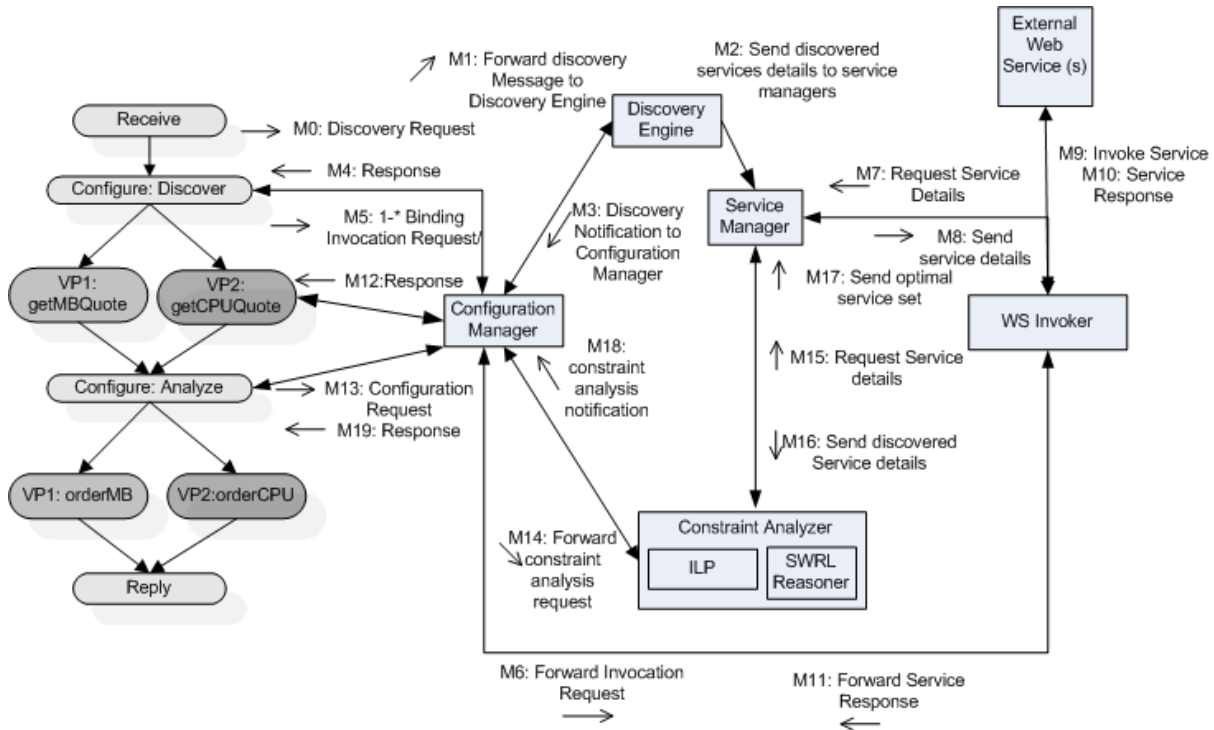 External
Web
Service (s)
M1: Forward discovery
Message to
Discovery Engine
M2: Send discovered
services details to service
managers
Receive
M0: Discovery Request
Discovery
Engine
M4: Response
Configure: Discover
M9: Invoke Service
M10: Service
Response
M7: Request Service
Details
M5: 1-* Binding
Invocation Request/
M3: Discovery
Notification to
Configuration
Manager
Service
Manager
M8: Send
service details
VP1:
getMBQuote
VP2:
getCPUQuote
M12:Response
M17: Send optimal
service set
Configuration
Manager
WS Invoker
M18:
constraint
analysis
notification
M15: Request Service
details
Configure: Analyze
M13: Configuration
Request
M19: Response
M16: Send discovered
Service details
VP1: orderMB
VP2:orderCPU
Constraint Analyzer
ILP
SWRL
Reasoner
M14: Forward
constraint
analysis
request
Reply
M6: Forward Invocation
Request
M11: Forward Service
Response